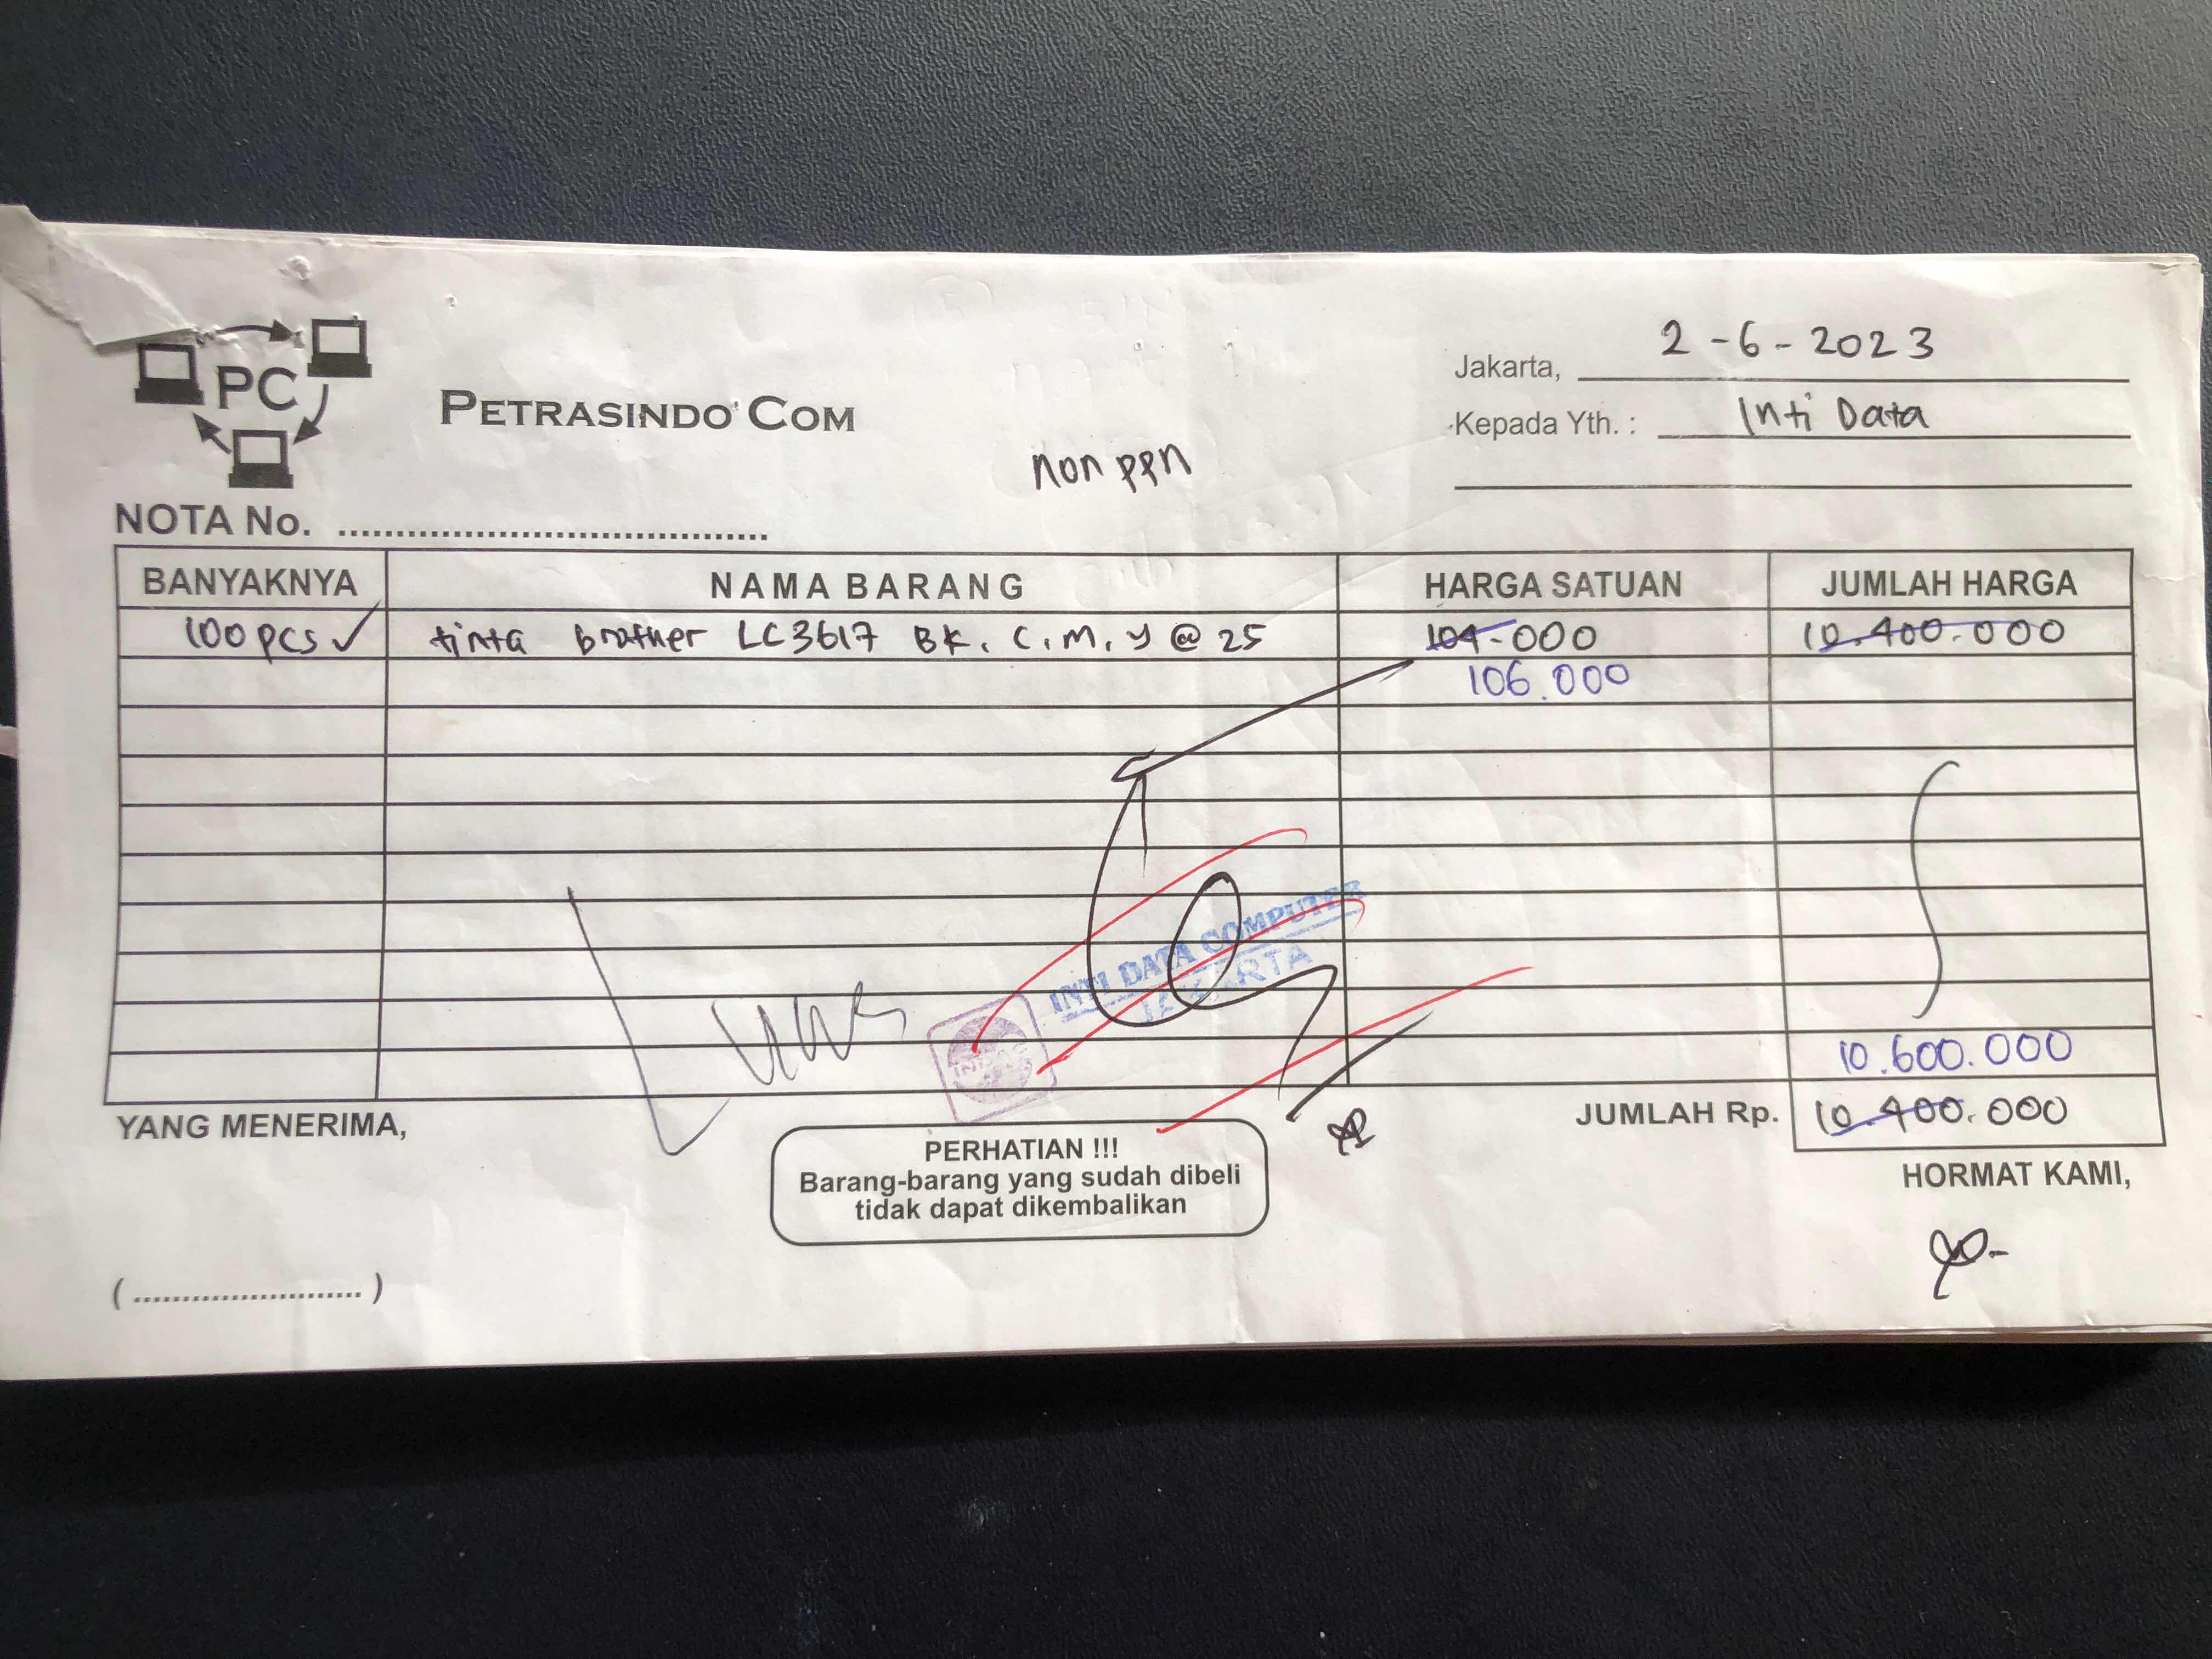 PC
PETRASINDO COM
Jakarta, 2-6-2023
Kepada Yth. : Inti Data
non ppn
NOTA No. ........................................
BANYAKNYA NAMA BARANG HARGA SATUAN JUMLAH HARGA
100 pcs ✓ tinta brother LC3617 BK, C, M, Y @ 25 104.000 10.400.000
106.000
INTI DATA COMPUTER
JAKARTA
10.600.000
JUMLAH Rp. 10.400.000
YANG MENERIMA,
PERHATIAN !!!
Barang-barang yang sudah dibeli
tidak dapat dikembalikan
HORMAT KAMI,
( ........................ )